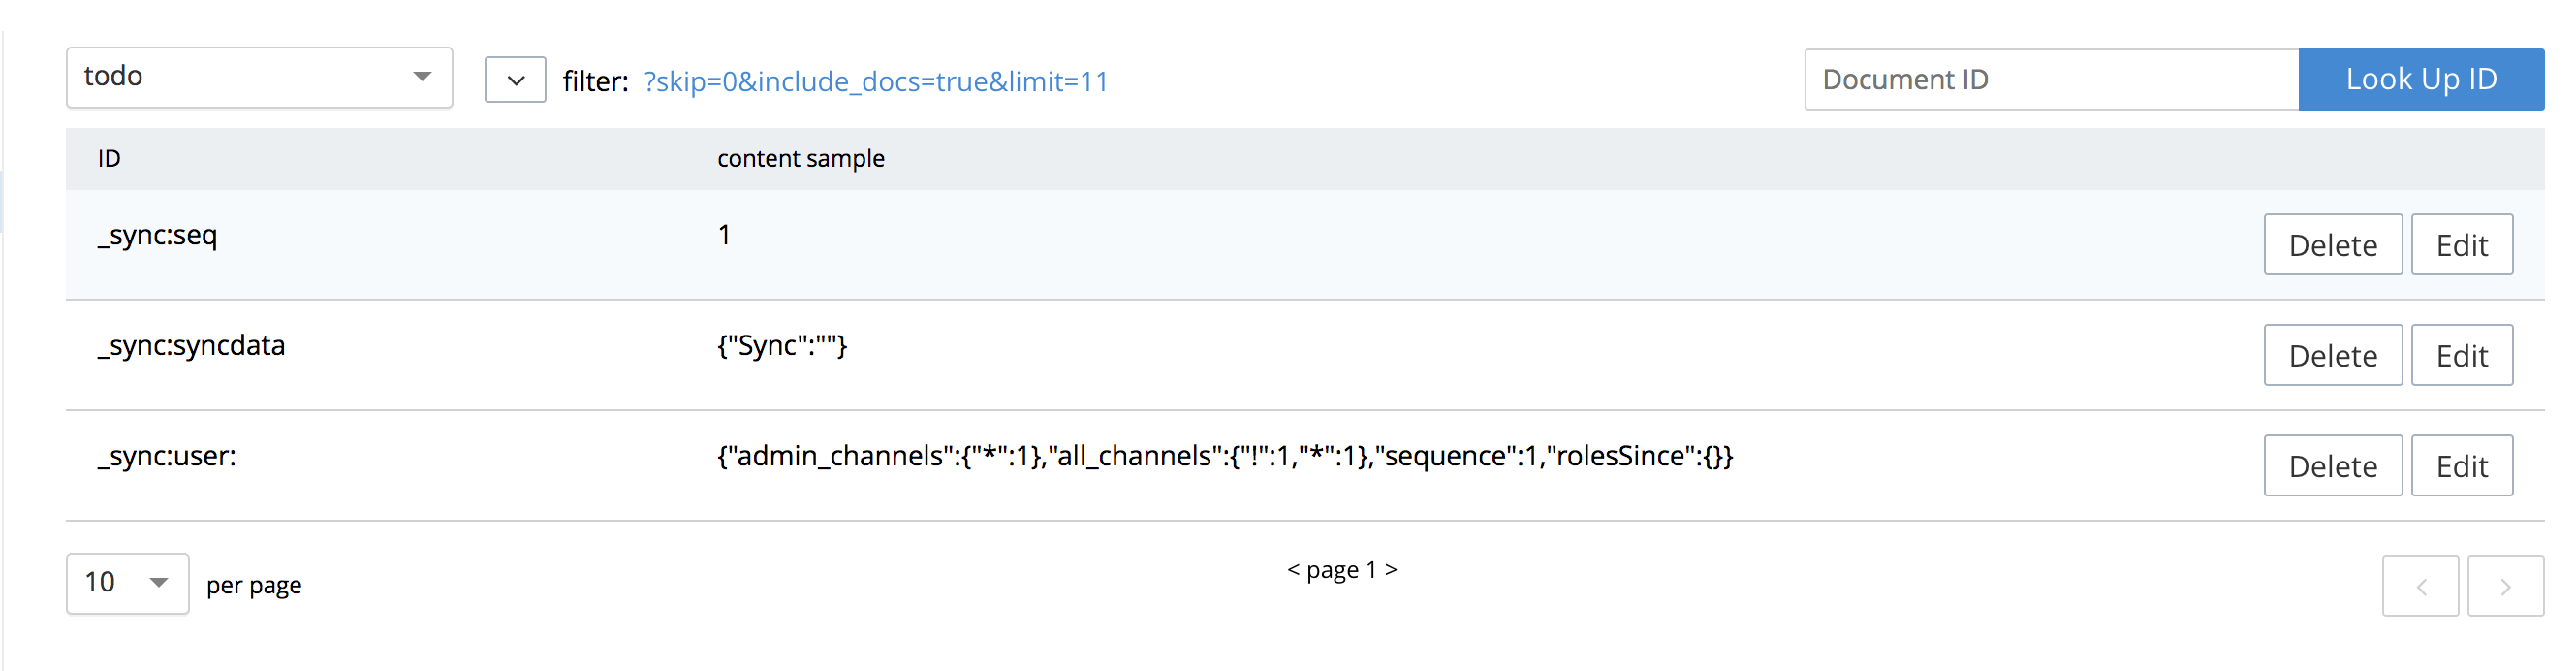 todo filter: ?skip=0&include_docs=true&limit=11 Document ID Look Up ID
ID content sample
_sync:seq 1 Delete Edit
_sync:syncdata {"Sync":""} Delete Edit
_sync:user: {"admin_channels":{"*":1},"all_channels":{"!":1,"*":1},"sequence":1,"rolesSince":{}} Delete Edit
10 per page < page 1 >